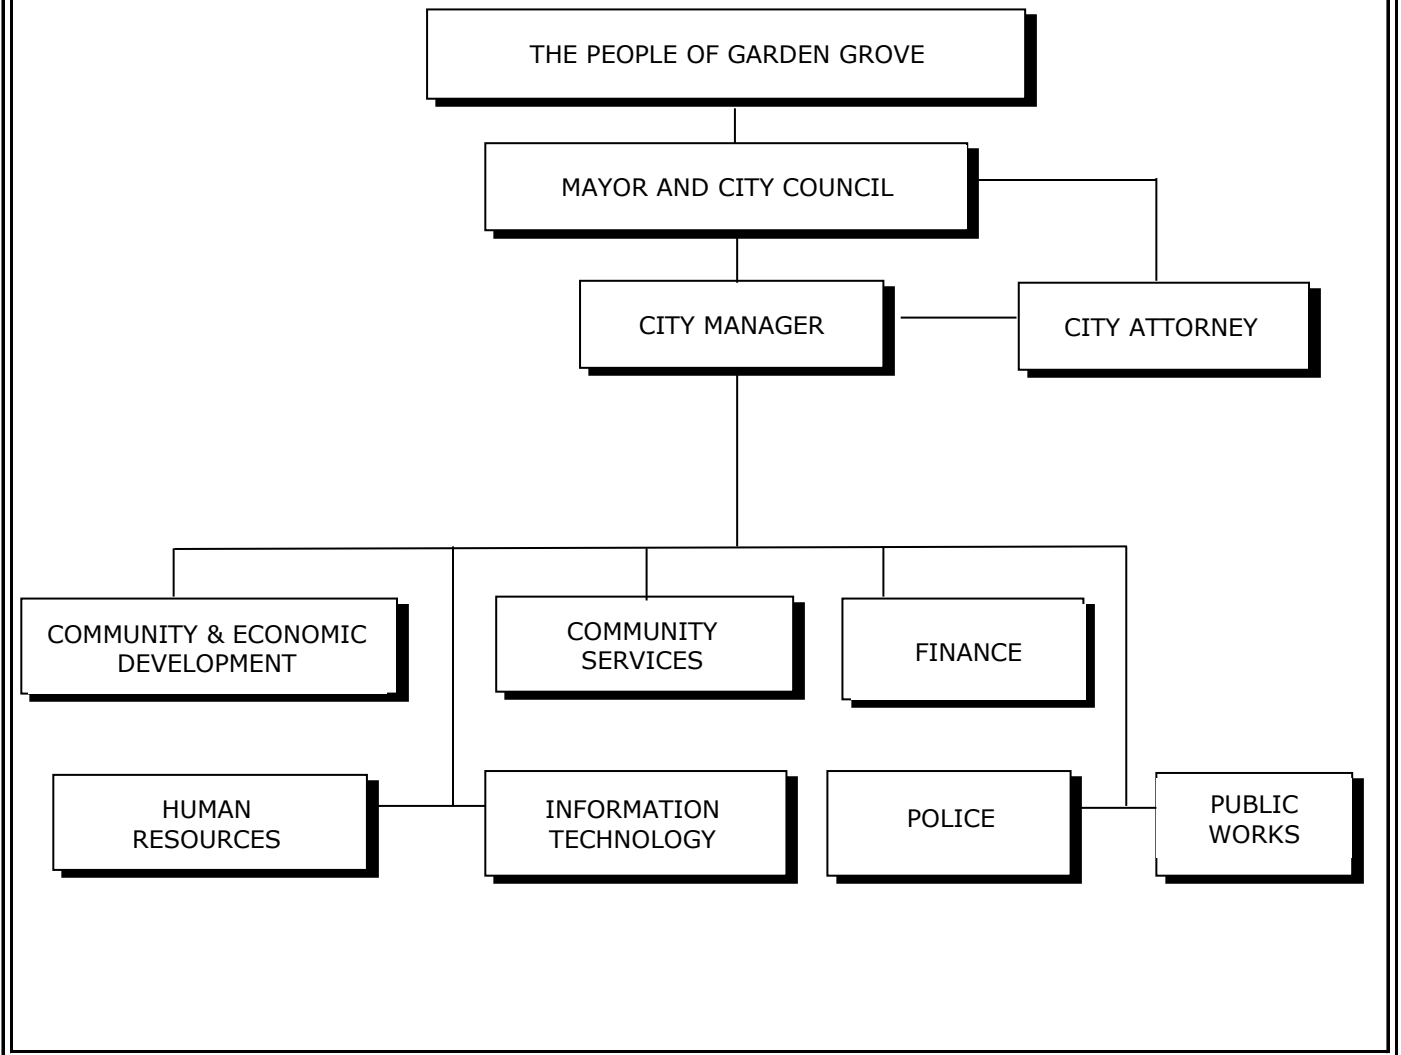 THE PEOPLE OF GARDEN GROVE
MAYOR AND CITY COUNCIL
CITY MANAGER
CITY ATTORNEY
COMMUNITY & ECONOMIC
DEVELOPMENT
COMMUNITY
SERVICES
FINANCE
HUMAN
RESOURCES
INFORMATION
TECHNOLOGY
POLICE
PUBLIC
WORKS